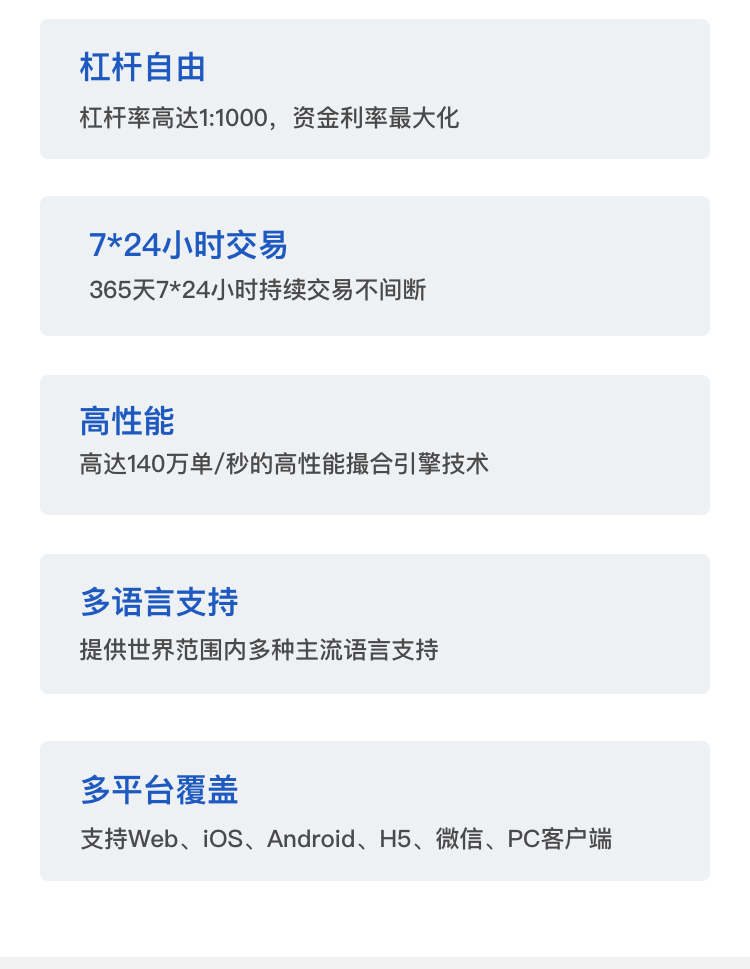 杠杆自由
杠杆率高达1:1000，资金利率最大化
7*24小时交易
365天7*24小时持续交易不间断
高性能
高达140万单/秒的高性能撮合引擎技术
多语言支持
提供世界范围内多种主流语言支持
多平台覆盖
支持Web、iOS、Android、H5、微信、PC客户端